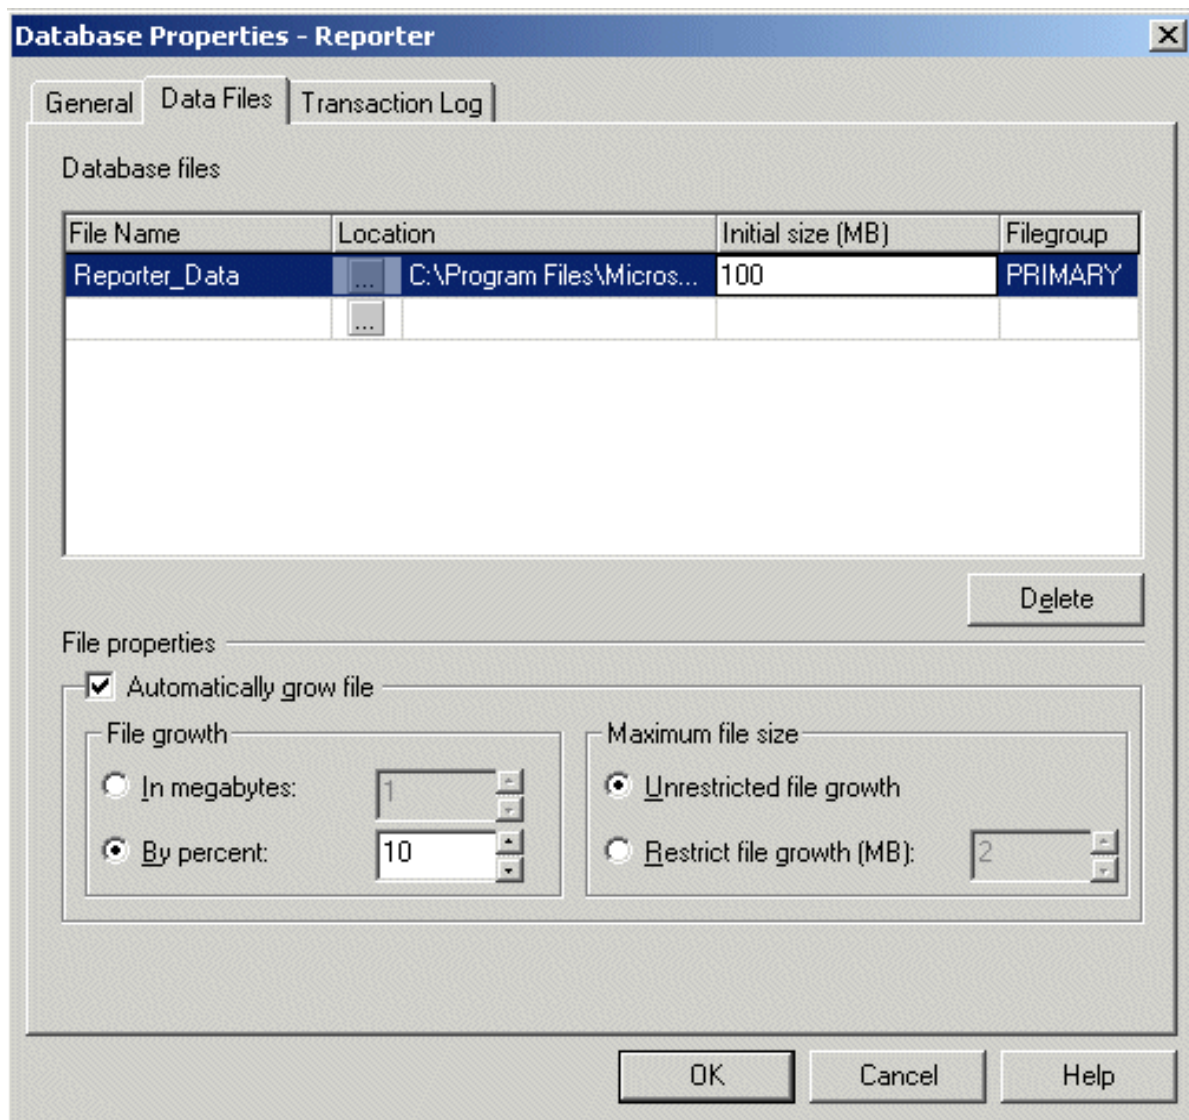 Database Properties - Reporter
General Data Files Transaction Log
Database files
File Name Location Initial size (MB) Filegroup
Reporter_Data ... C:\Program Files\Micros... 100 PRIMARY
...
Delete
File properties
Automatically grow file
File growth Maximum file size
In megabytes: 1 Unrestricted file growth
By percent: 10 Restrict file growth (MB): 2
OK Cancel Help